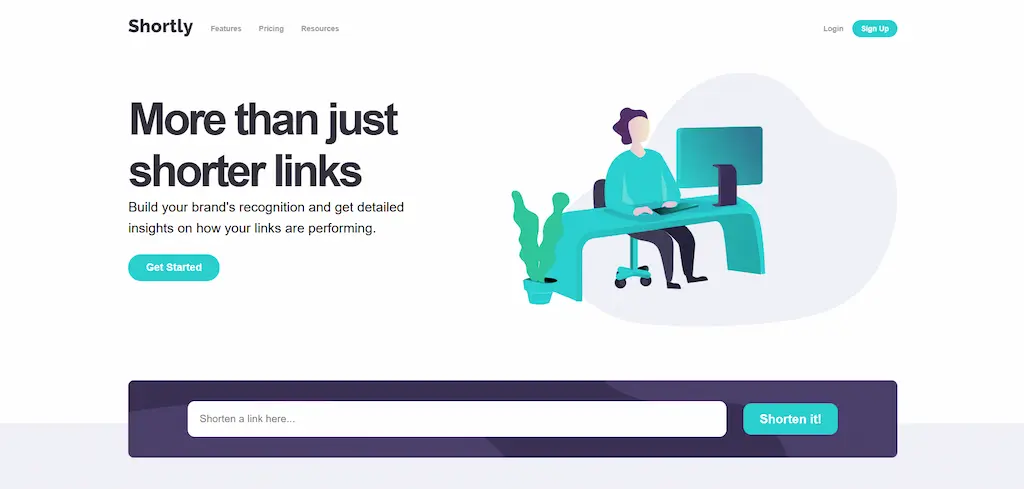 Shortly
Features
Pricing
Resources
Login
Sign Up
More than just
shorter links
Build your brand's recognition and get detailed
insights on how your links are performing.
Get Started
Shorten a link here...
Shorten it!